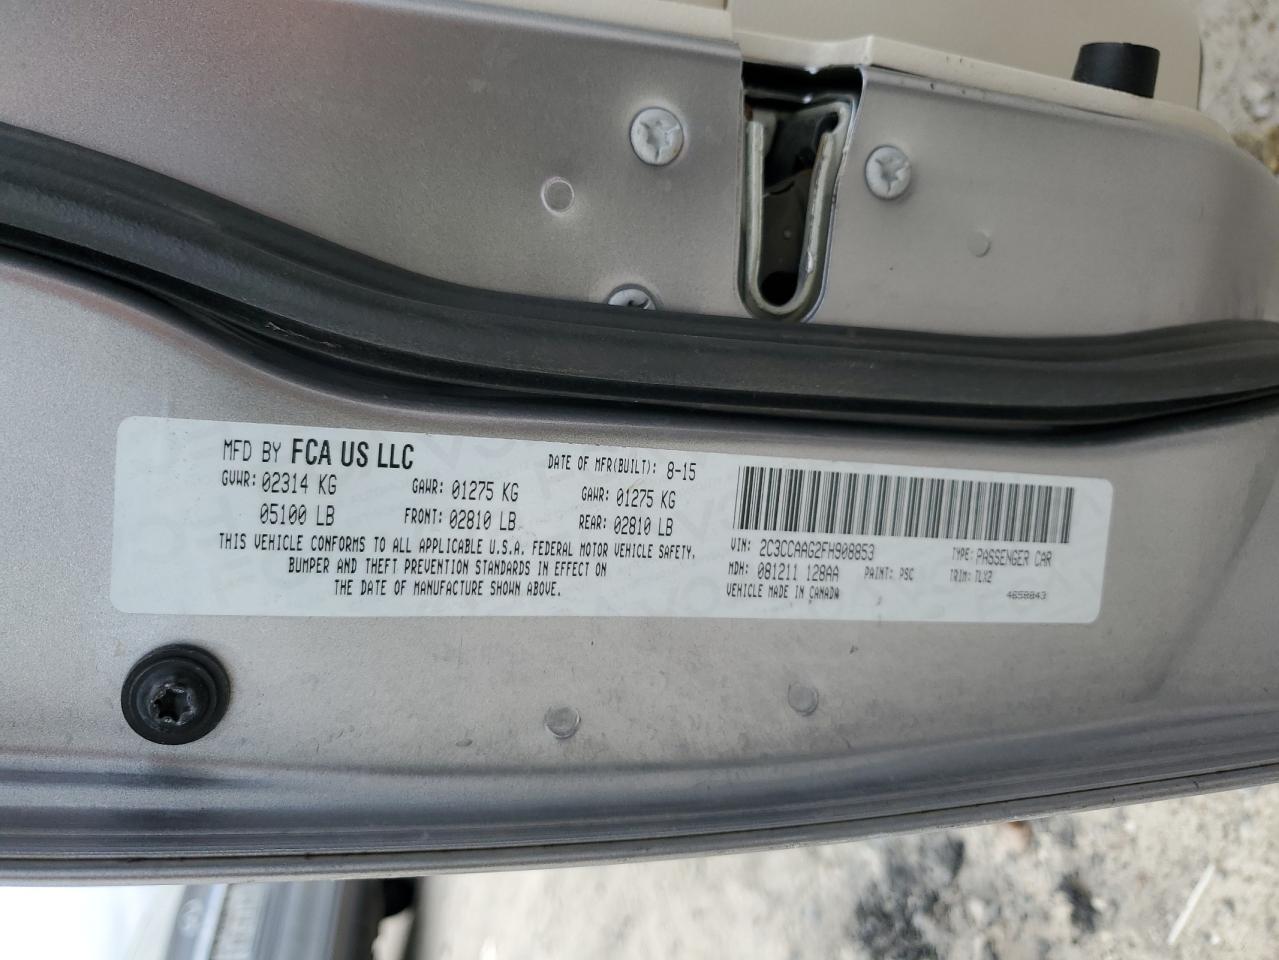 MFD BY FCA US LLC DATE OF MFR(BUILT): 8-15
GVWR: 02314 KG GAWR: 01275 KG GAWR: 01275 KG
05100 LB FRONT: 02810 LB REAR: 02810 LB
THIS VEHICLE CONFORMS TO ALL APPLICABLE U.S.A. FEDERAL MOTOR VEHICLE SAFETY,
BUMPER AND THEFT PREVENTION STANDARDS IN EFFECT ON
THE DATE OF MANUFACTURE SHOWN ABOVE.
VIN: 2C3CCAAG2FH908853 TYPE: PASSENGER CAR
MDH: 081211 128AA PAINT: PSC TRIM: TLX2
VEHICLE MADE IN CANADA 4658843